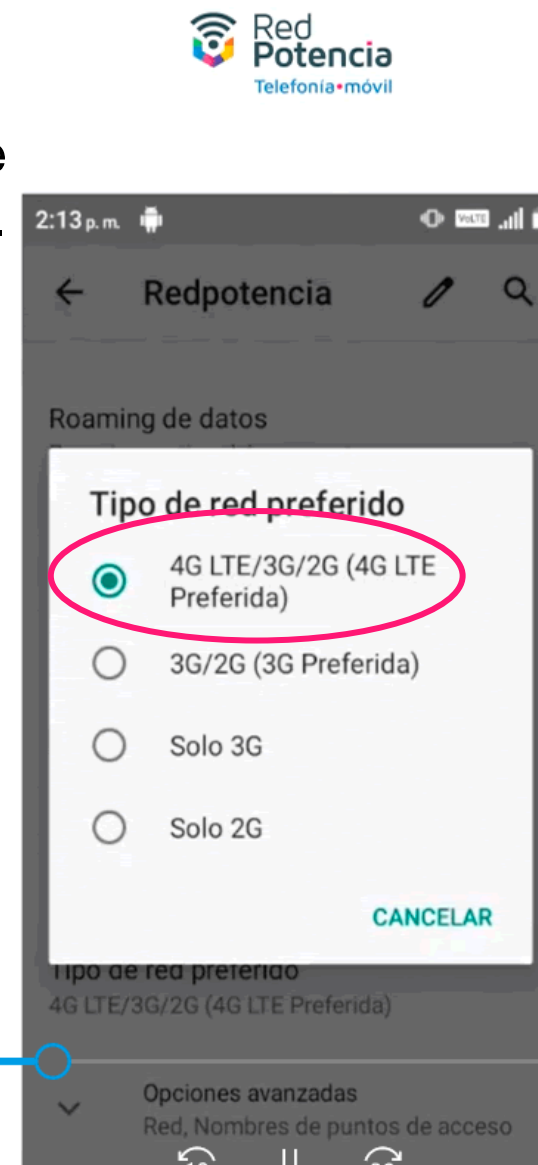 Red
Potencia
Telefonía•móvil
e
.
2:13 p. m.
VoLTE
Redpotencia
Roaming de datos
Tipo de red preferido
4G LTE/3G/2G (4G LTE
Preferida)
3G/2G (3G Preferida)
Solo 3G
Solo 2G
CANCELAR
Tipo de red preferido
4G LTE/3G/2G (4G LTE Preferida)
Opciones avanzadas
Red, Nombres de puntos de acceso